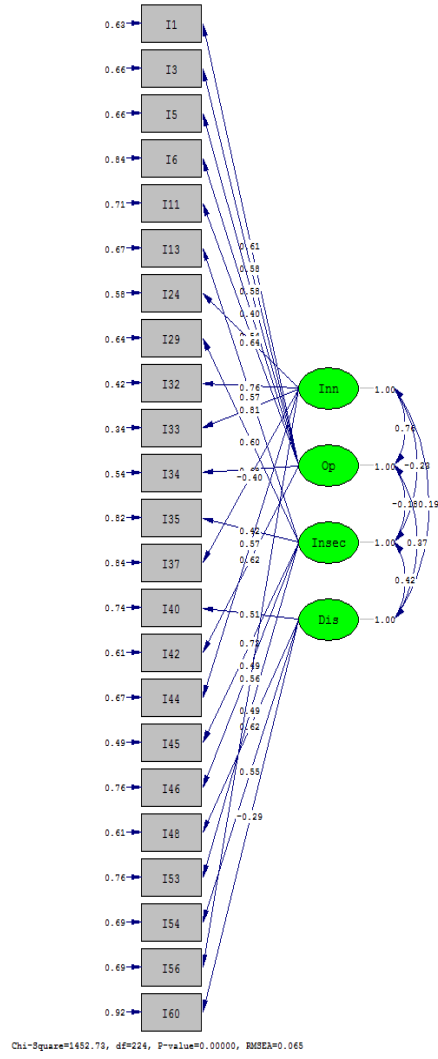 0.63 I1
0.66 I3
0.66 I5
0.84 I6
0.71 I11
0.67 I13
0.58 I24
0.64 I29
0.42 I32
0.34 I33
0.54 I34
0.82 I35
0.84 I37
0.74 I40
0.61 I42
0.67 I44
0.49 I45
0.76 I46
0.61 I48
0.76 I53
0.69 I54
0.69 I56
0.92 I60
0.61
0.58
0.58
0.40
0.64
0.76
0.57
0.81
0.60
-0.40
0.42
0.57
0.62
0.51
0.72
0.49
0.56
0.49
0.62
0.55
-0.29
Inn 1.00
Op 1.00
Insec 1.00
Dis 1.00
0.76
-0.23
0.19
0.37
0.42
Chi-Square=1452.73, df=224, P-value=0.00000, RMSEA=0.065